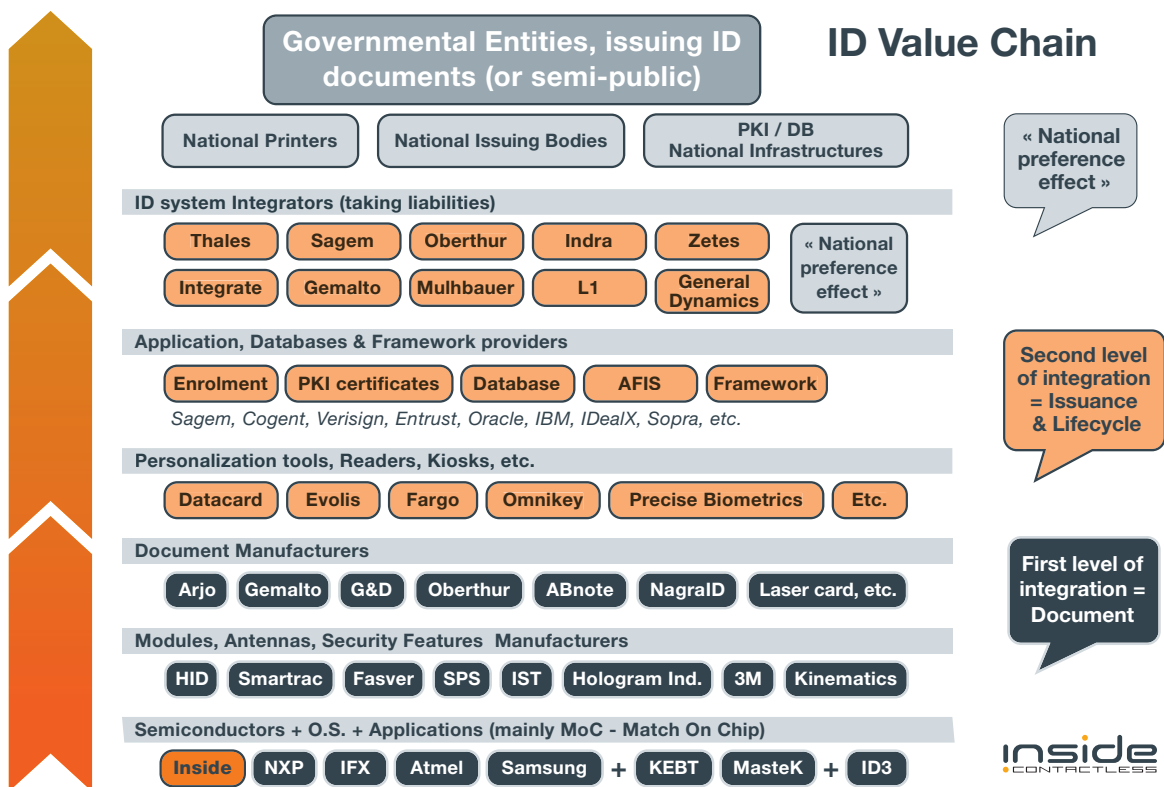 Governmental Entities, issuing ID
documents (or semi-public)
ID Value Chain
National Printers
National Issuing Bodies
PKI / DB
National Infrastructures
« National
preference
effect »
ID system Integrators (taking liabilities)
Thales
Sagem
Oberthur
Indra
Zetes
Integrate
Gemalto
Mulhbauer
L1
General
Dynamics
« National
preference
effect »
Application, Databases & Framework providers
Enrolment
PKI certificates
Database
AFIS
Framework
Sagem, Cogent, Verisign, Entrust, Oracle, IBM, IDealX, Sopra, etc.
Second level
of integration
= Issuance
& Lifecycle
Personalization tools, Readers, Kiosks, etc.
Datacard
Evolis
Fargo
Omnikey
Precise Biometrics
Etc.
Document Manufacturers
Arjo
Gemalto
G&D
Oberthur
ABnote
NagraID
Laser card, etc.
First level of
integration =
Document
Modules, Antennas, Security Features Manufacturers
HID
Smartrac
Fasver
SPS
IST
Hologram Ind.
3M
Kinematics
Semiconductors + O.S. + Applications (mainly MoC - Match On Chip)
Inside
NXP
IFX
Atmel
Samsung
+
KEBT
MasteK
+
ID3
inside
CONTACTLESS